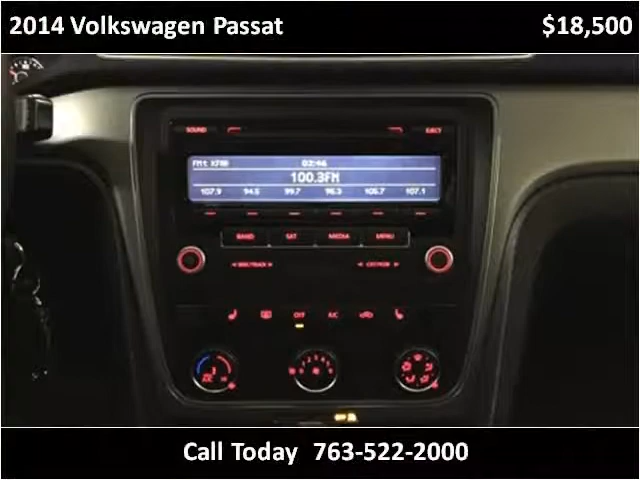 2014 Volkswagen Passat $18,500
SOUND EJECT
FM1 02:46
100.3FM
107.9 94.5 99.7 96.3 105.7 107.1
BAND SAT MEDIA MENU
OFF A/C
Call Today 763-522-2000